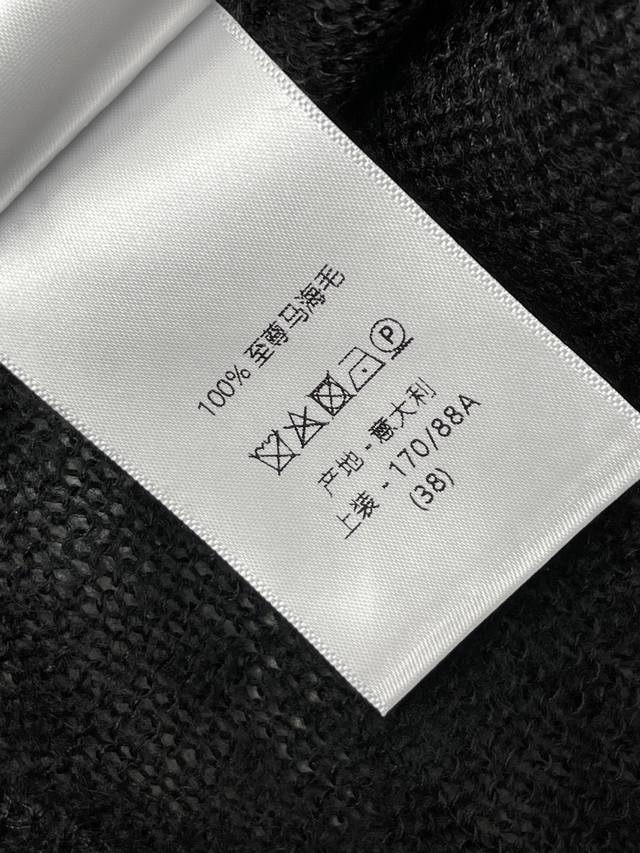 100% 至尊马海毛
P
产地 - 意大利
上装 - 170/88A
(38)